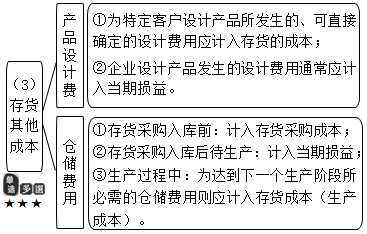 （3）
存货
其他
成本
单选 多選
★★★
产品设计费
①为特定客户设计产品所发生的、可直接
确定的设计费用应计入存货的成本；
②企业设计产品发生的设计费用通常应计
入当期损益。
仓储费用
①存货采购入库前：计入存货采购成本；
②存货采购入库后待生产：计入当期损益；
③生产过程中：为达到下一个生产阶段所
必需的仓储费用则应计入存货成本（生产
成本）。